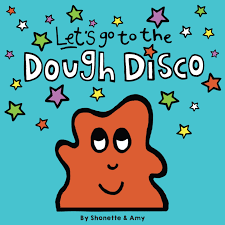 Let's go to the
Dough Disco
By Shonette & Amy